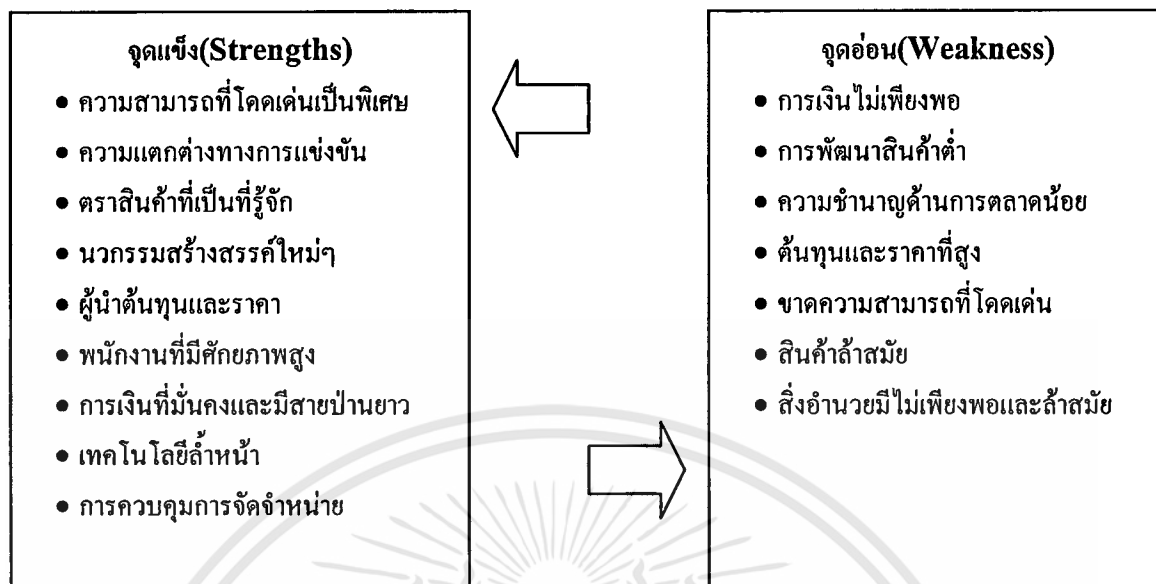 จุดแข็ง(Strengths)
• ความสามารถที่โดดเด่นเป็นพิเศษ
• ความแตกต่างทางการแข่งขัน
• ตราสินค้าที่เป็นที่รู้จัก
• นวกรรมสร้างสรรค์ใหม่ๆ
• ผู้นำต้นทุนและราคา
• พนักงานที่มีศักยภาพสูง
• การเงินที่มั่นคงและมีสายป่านยาว
• เทคโนโลยีล้ำหน้า
• การควบคุมการจัดจำหน่าย
จุดอ่อน(Weakness)
• การเงินไม่เพียงพอ
• การพัฒนาสินค้าต่ำ
• ความชำนาญด้านการตลาดน้อย
• ต้นทุนและราคาที่สูง
• ขาดความสามารถที่โดดเด่น
• สินค้าล้าสมัย
• สิ่งอำนวยมีไม่เพียงพอและล้าสมัย